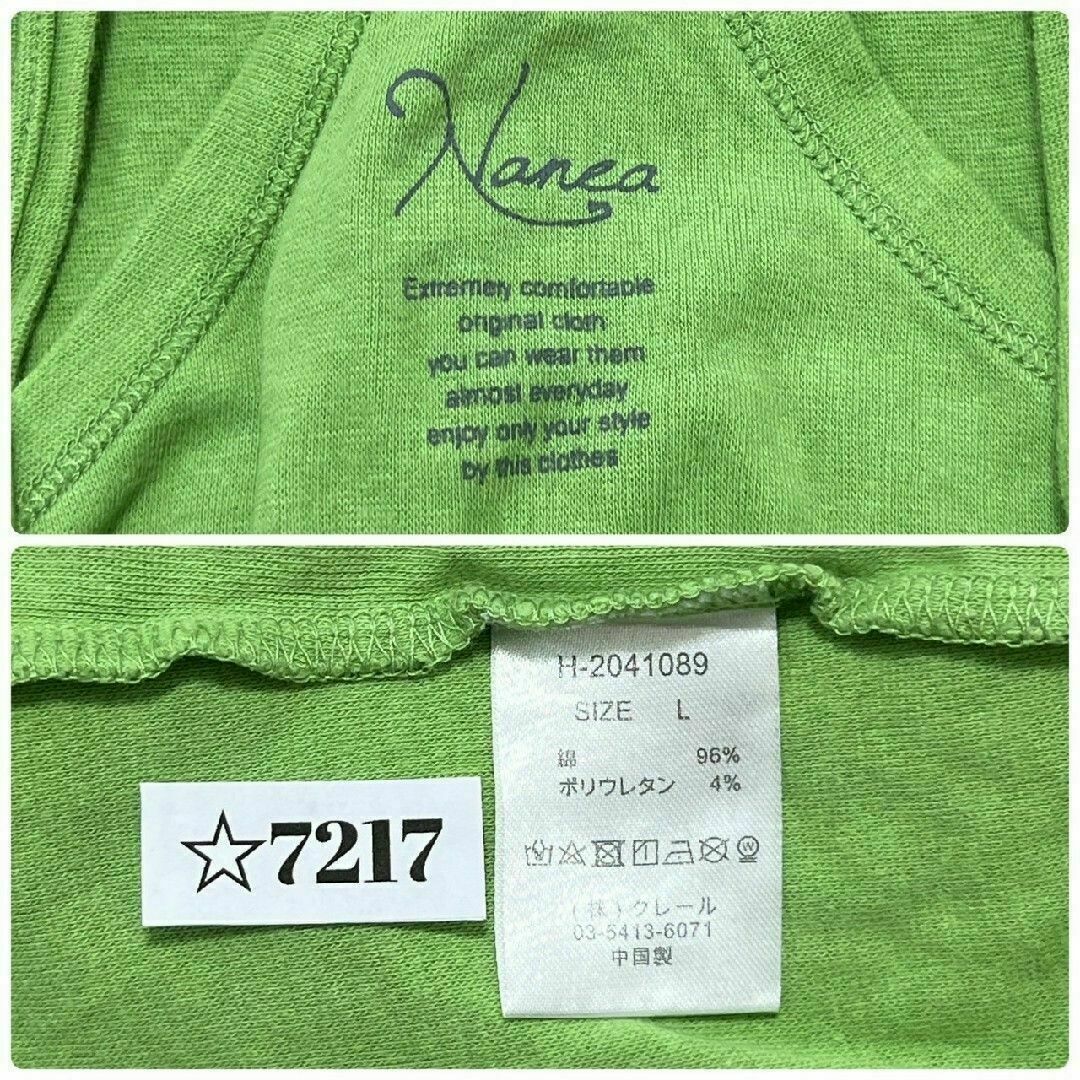 Nanea
Extremely comfortable
original cloth
you can wear them
almost everyday
enjoy only your style
by this clothes
H-2041089
SIZE L
綿 96%
ポリウレタン 4%
(株)クレール
03-5413-6071
中国製
☆7217